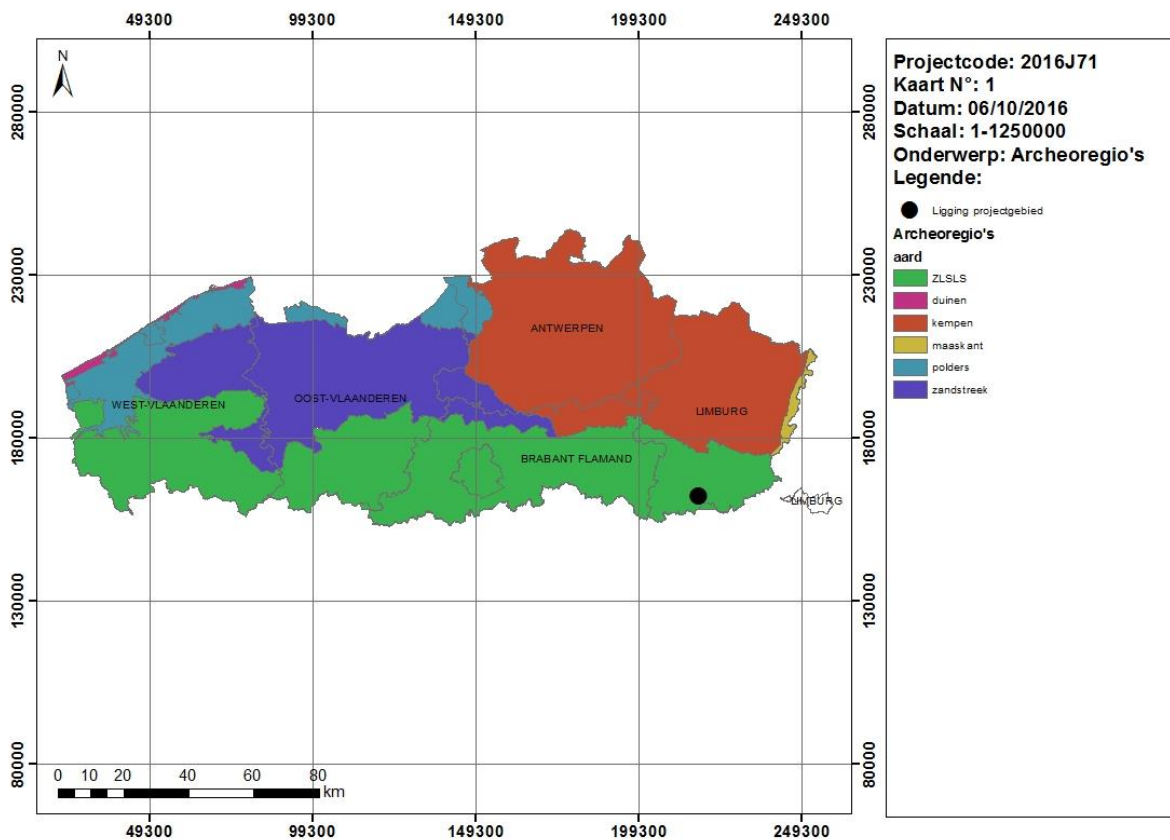 49300 99300 149300 199300 249300
N
280000 280000
230000 230000
180000 180000
130000 130000
80000 80000
ANTWERPEN
WEST-VLAANDEREN
OOST-VLAANDEREN
LIMBURG
BRABANT FLAMAND
LIMBURG
0 10 20 40 60 80
km
49300 99300 149300 199300 249300
Projectcode: 2016J71
Kaart N°: 1
Datum: 06/10/2016
Schaal: 1-1250000
Onderwerp: Archeoregio's
Legende:
Ligging projectgebied
Archeoregio's
aard
ZLSLS
duinen
kempen
maaskant
polders
zandstreek